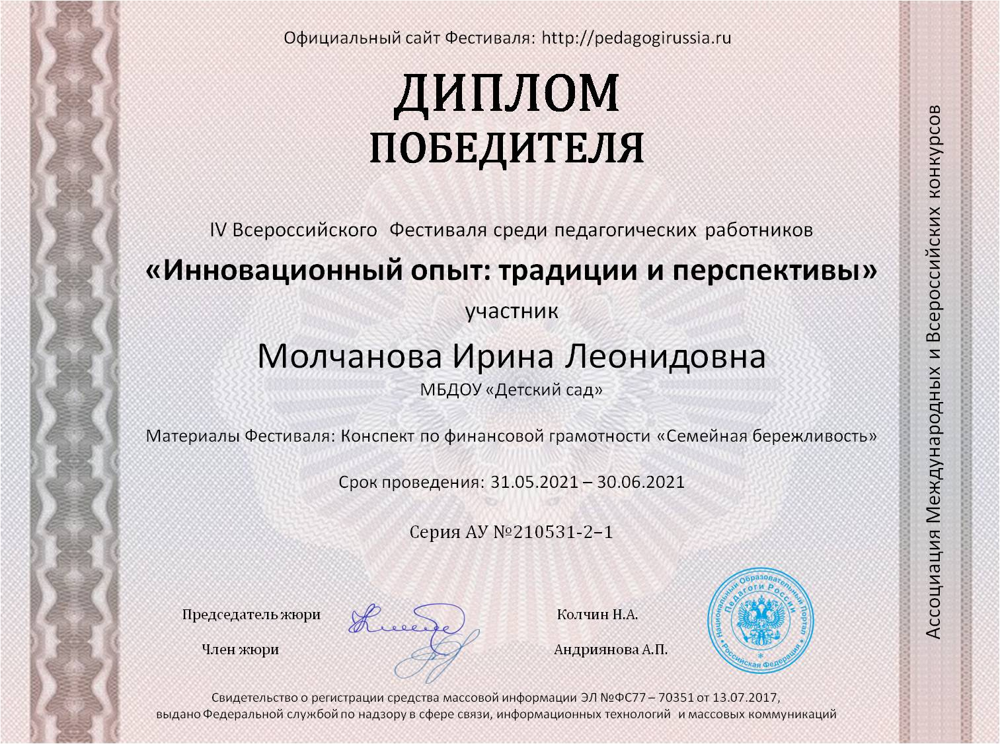 Официальный сайт Фестиваля: http://pedagogirussia.ru
ДИПЛОМ
ПОБЕДИТЕЛЯ
IV Всероссийского Фестиваля среди педагогических работников
«Инновационный опыт: традиции и перспективы»
участник
Молчанова Ирина Леонидовна
МБДОУ «Детский сад»
Материалы Фестиваля: Конспект по финансовой грамотности «Семейная бережливость»
Срок проведения: 31.05.2021 – 30.06.2021
Серия АУ №210531-2–1
Председатель жюри Колчин Н.А.
Член жюри Андриянова А.П.
Национальный Образовательный Портал
Педагоги России
* Российская Федерация *
Свидетельство о регистрации средства массовой информации ЭЛ №ФС77 – 70351 от 13.07.2017,
выдано Федеральной службой по надзору в сфере связи, информационных технологий и массовых коммуникаций
Ассоциация Международных и Всероссийских конкурсов